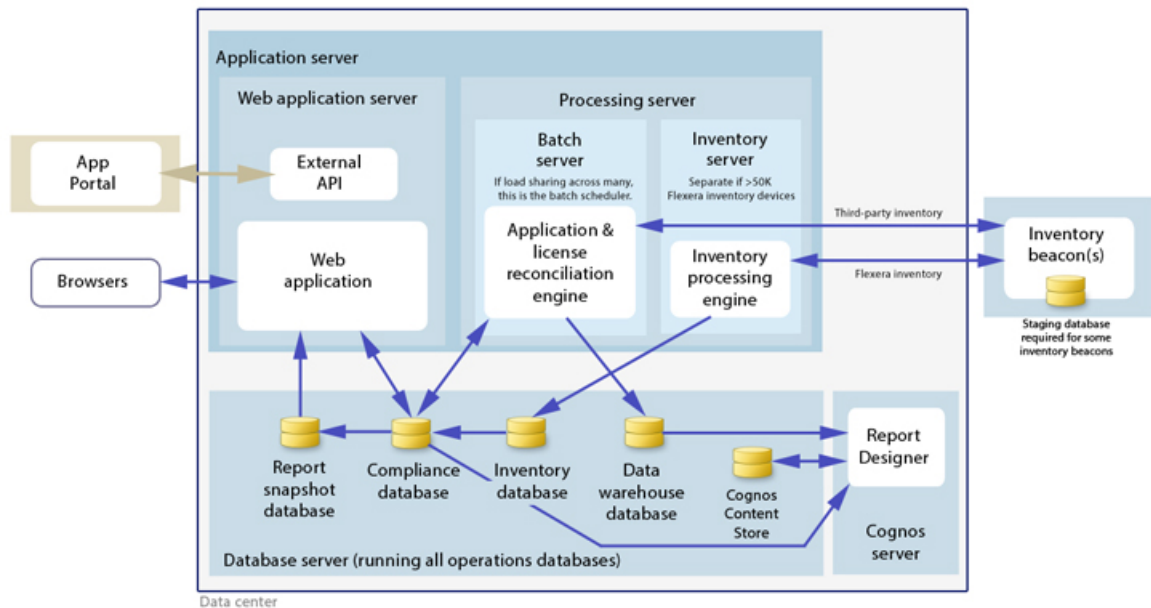 Application server
Web application server
Processing server
Batch
server
If load sharing across many,
this is the batch scheduler.
Inventory
server
Separate if >50K
Flexera inventory devices
App
Portal
External
API
Browsers
Web
application
Application &
license
reconciliation
engine
Inventory
processing
engine
Third-party inventory
Flexera inventory
Inventory
beacon(s)
Staging database
required for some
inventory beacons
Report
snapshot
database
Compliance
database
Inventory
database
Data
warehouse
database
Cognos
Content
Store
Report
Designer
Cognos
server
Database server (running all operations databases)
Data center